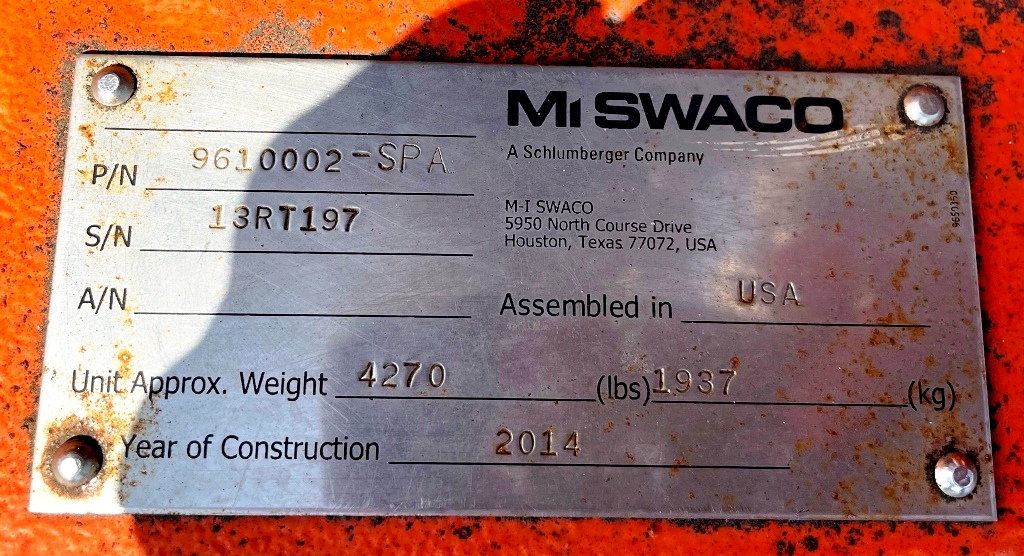 MI SWACO
A Schlumberger Company
P/N 9610002-SPA
S/N 13RT197
A/N
M-I SWACO
5950 North Course Drive
Houston, Texas 77072, USA
Assembled in USA
Unit Approx. Weight 4270 (lbs) 1937 (kg)
Year of Construction 2014